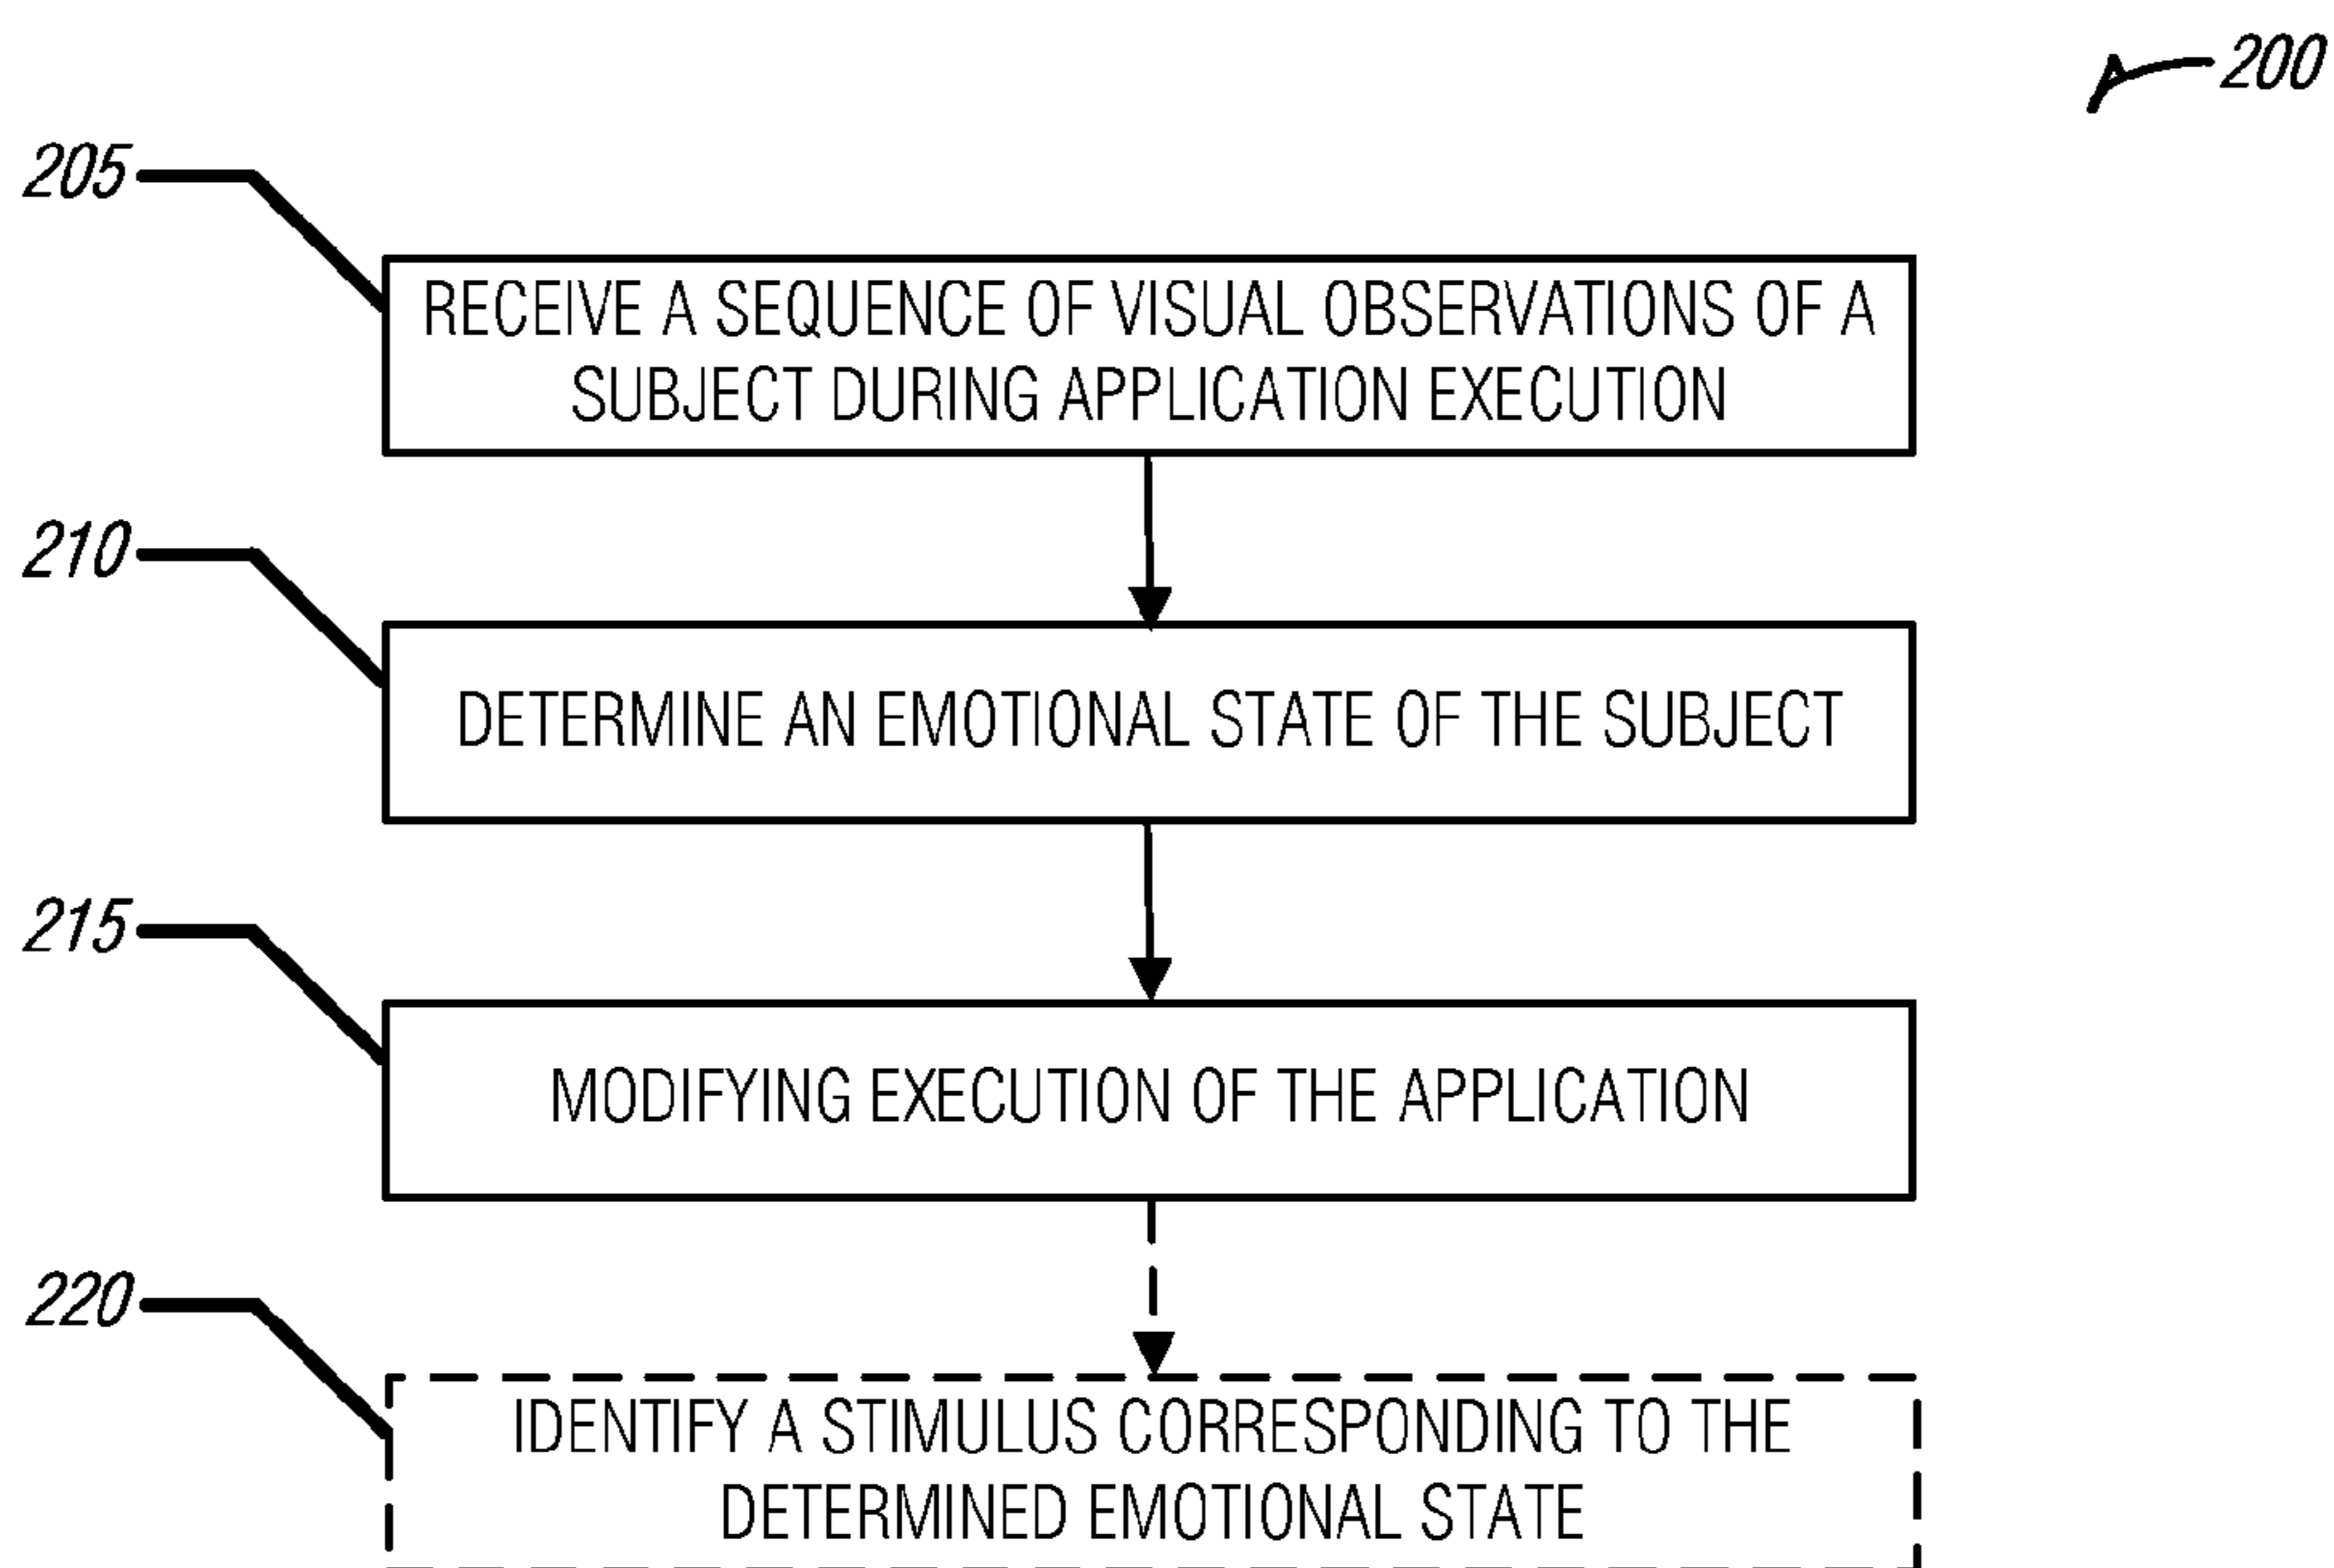 200
205
RECEIVE A SEQUENCE OF VISUAL OBSERVATIONS OF A
SUBJECT DURING APPLICATION EXECUTION
210
DETERMINE AN EMOTIONAL STATE OF THE SUBJECT
215
MODIFYING EXECUTION OF THE APPLICATION
220
IDENTIFY A STIMULUS CORRESPONDING TO THE
DETERMINED EMOTIONAL STATE